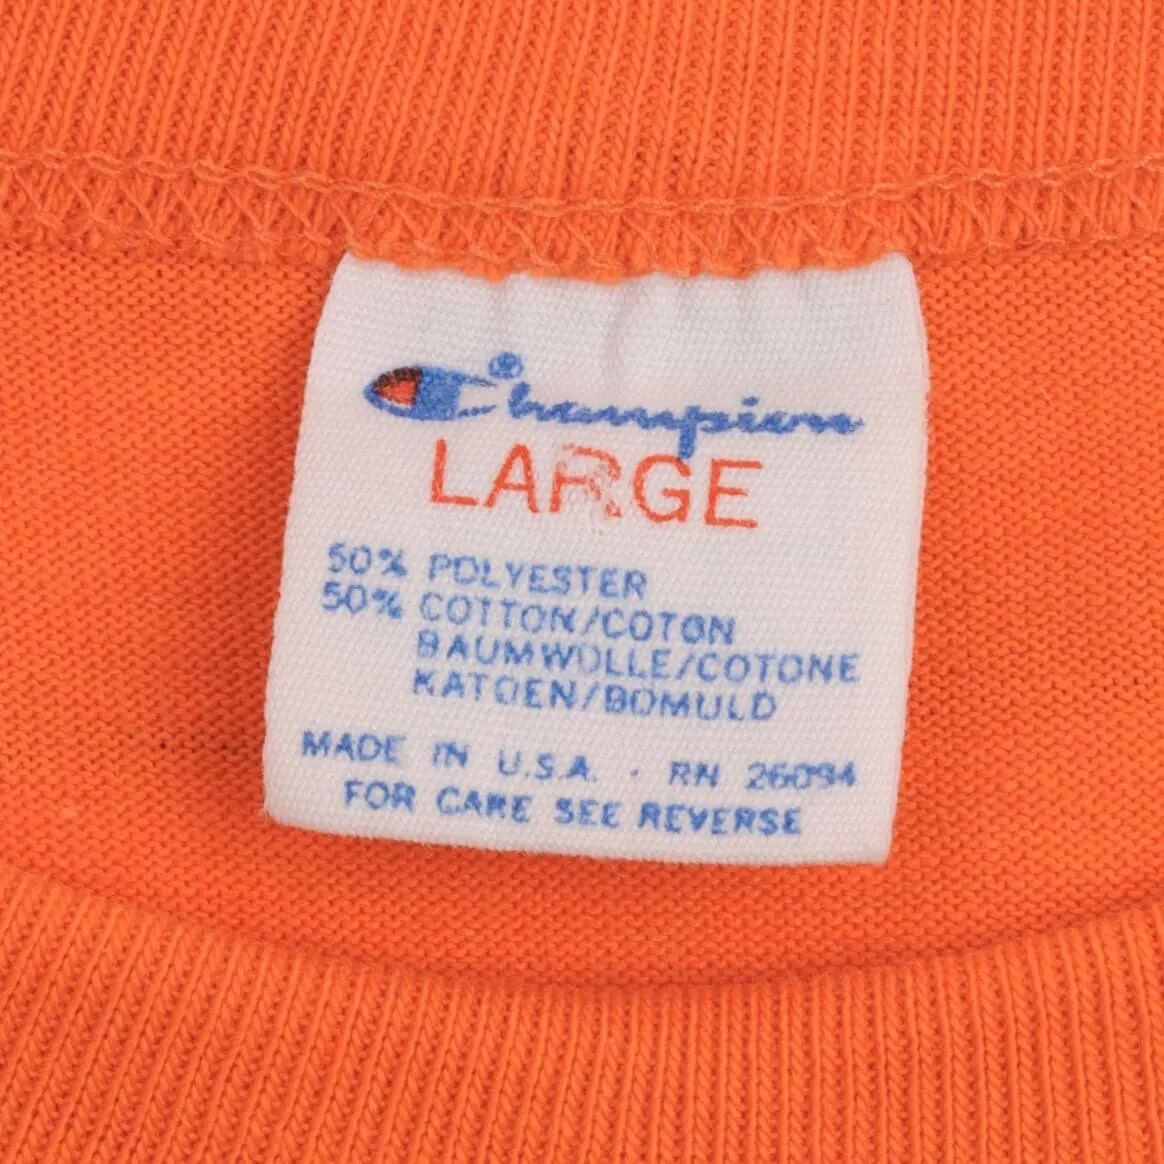 Champion®
LARGE
50% POLYESTER
50% COTTON/COTON
BAUMWOLLE/COTONE
KATOEN/BOMULD
MADE IN U.S.A. · RN 26094
FOR CARE SEE REVERSE